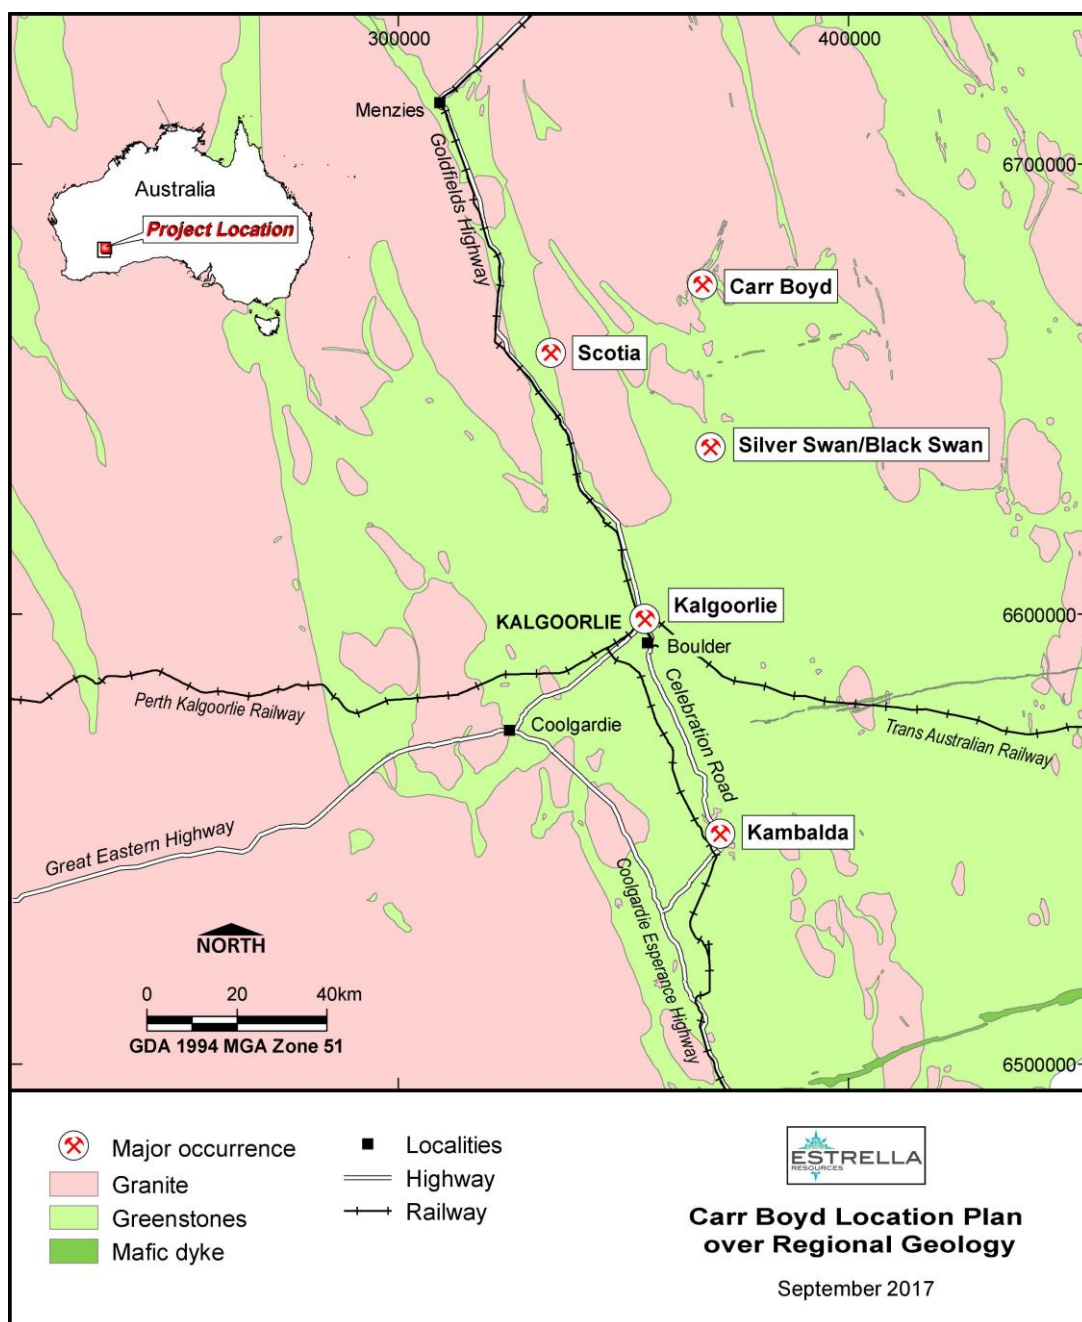 300000
400000
Menzies
Goldfields Highway
6700000
Australia
Project Location
Carr Boyd
Scotia
Silver Swan/Black Swan
Kalgoorlie
KALGOORLIE
6600000
Boulder
Celebration Road
Perth Kalgoorlie Railway
Coolgardie
Trans Australian Railway
Kambalda
Great Eastern Highway
Coolgardie Esperance Highway
NORTH
0 20 40km
GDA 1994 MGA Zone 51
6500000
Major occurrence
Granite
Greenstones
Mafic dyke
Localities
Highway
Railway
ESTRELLA
RESOURCES
Carr Boyd Location Plan
over Regional Geology
September 2017